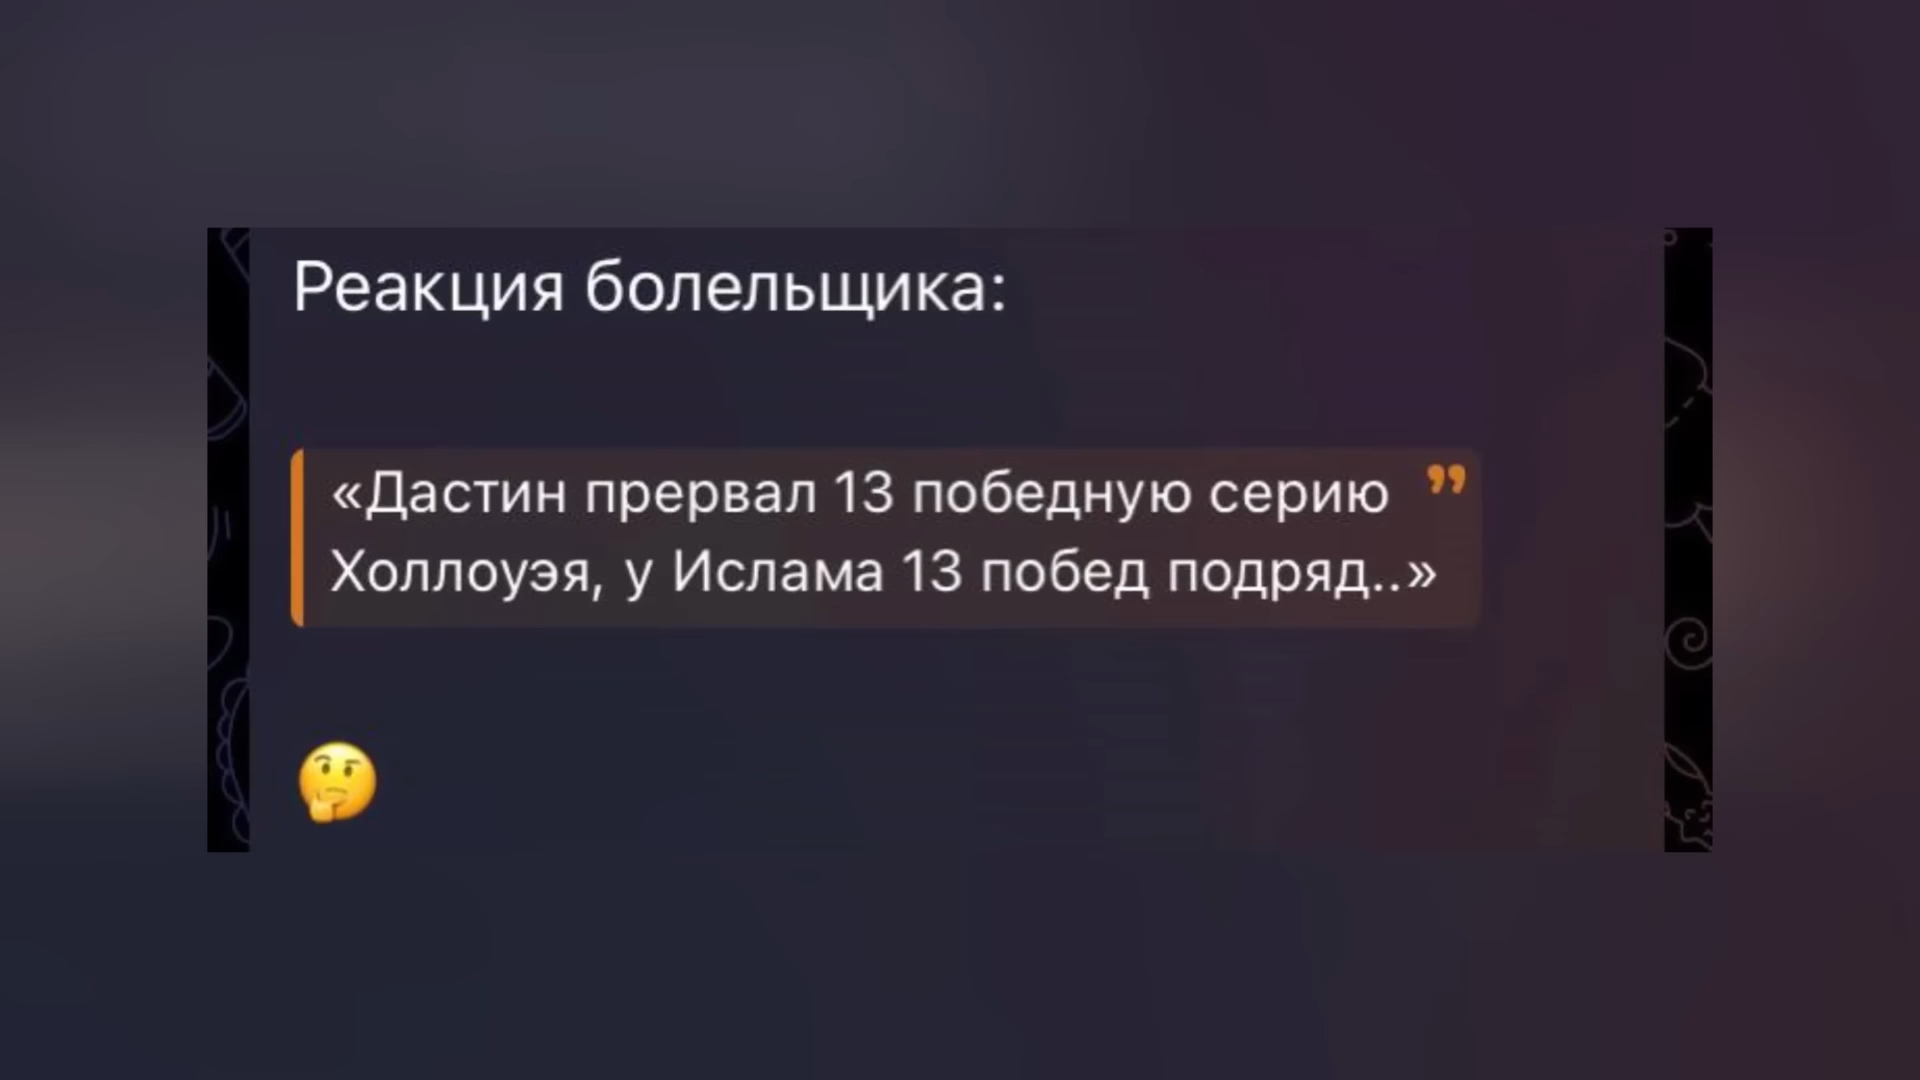 Реакция болельщика:
«Дастин прервал 13 победную серию
Холлоуэя, у Ислама 13 побед подряд..»